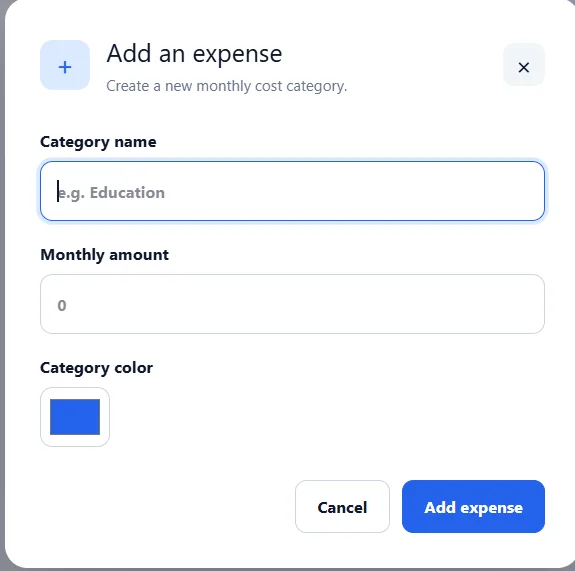 +
Add an expense
Create a new monthly cost category.
×
Category name
e.g. Education
Monthly amount
0
Category color
Cancel
Add expense